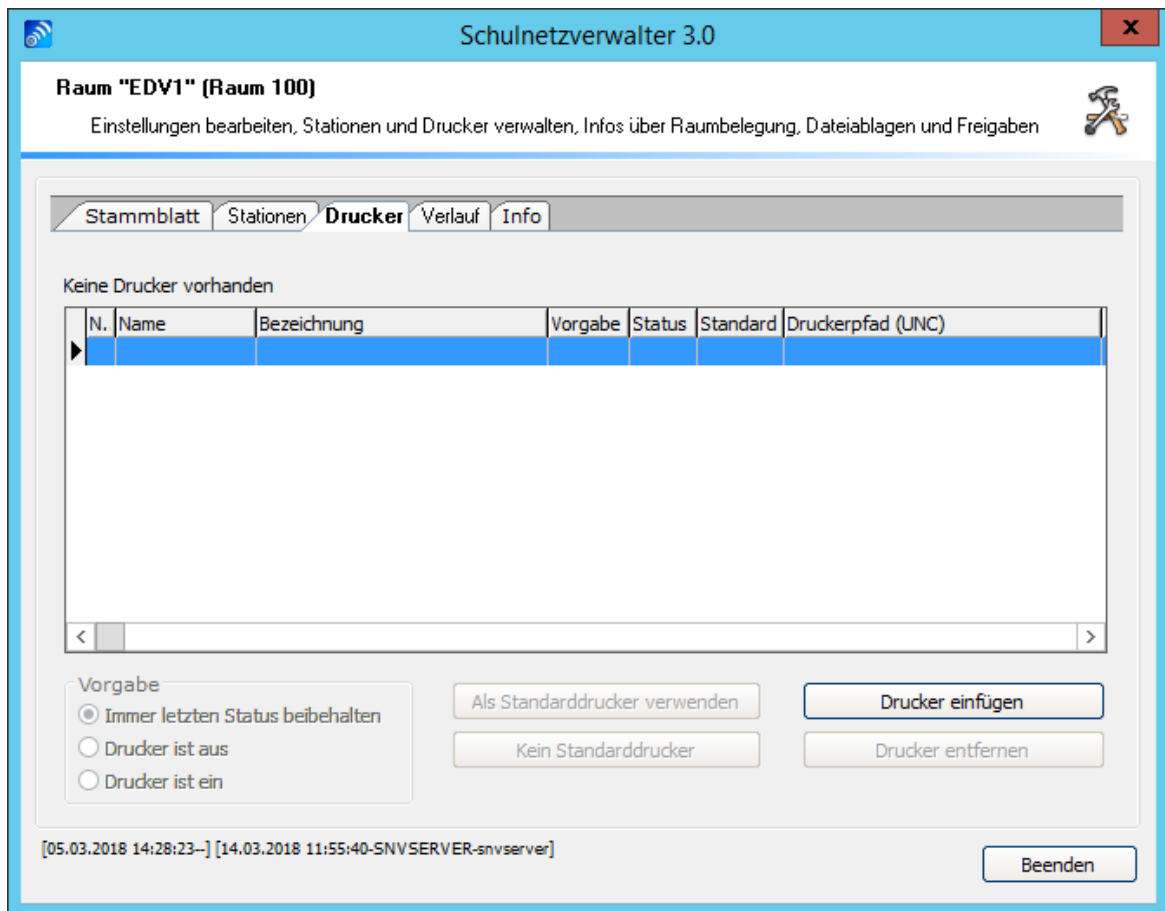 Schulnetzverwalter 3.0
x
Raum "EDV1" (Raum 100)
Einstellungen bearbeiten, Stationen und Drucker verwalten, Infos über Raumbelegung, Dateiablagen und Freigaben
Stammblatt Stationen Drucker Verlauf Info
Keine Drucker vorhanden
N. Name Bezeichnung Vorgabe Status Standard Druckerpfad (UNC)
Vorgabe
Immer letzten Status beibehalten
Drucker ist aus
Drucker ist ein
Als Standarddrucker verwenden
Drucker einfügen
Kein Standarddrucker
Drucker entfernen
[05.03.2018 14:28:23--] [14.03.2018 11:55:40-SNVSERVER-snvserver]
Beenden